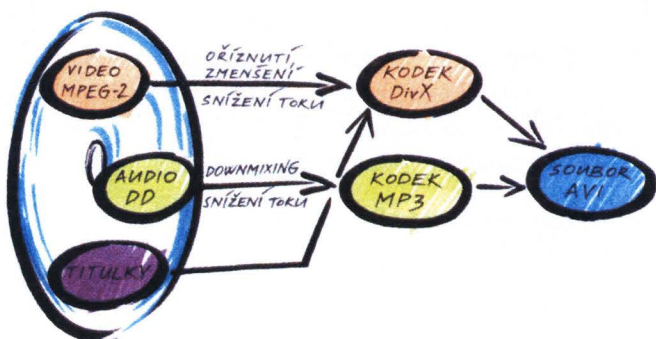 VIDEO
MPEG-2
OŘÍZNUTÍ,
ZMENŠENÍ
SNÍŽENÍ TOKU
KODEK
DivX
AUDIO
DD
DOWNMIXING
SNÍŽENÍ TOKU
KODEK
MP3
SOUBOR
AVI
TITULKY